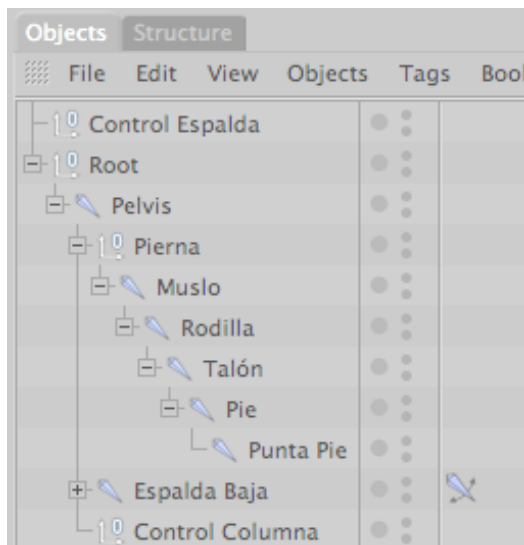 Objects Structure
File Edit View Objects Tags Bool
Control Espalda
Root
Pelvis
Pierna
Muslo
Rodilla
Talón
Pie
Punta Pie
Espalda Baja
Control Columna